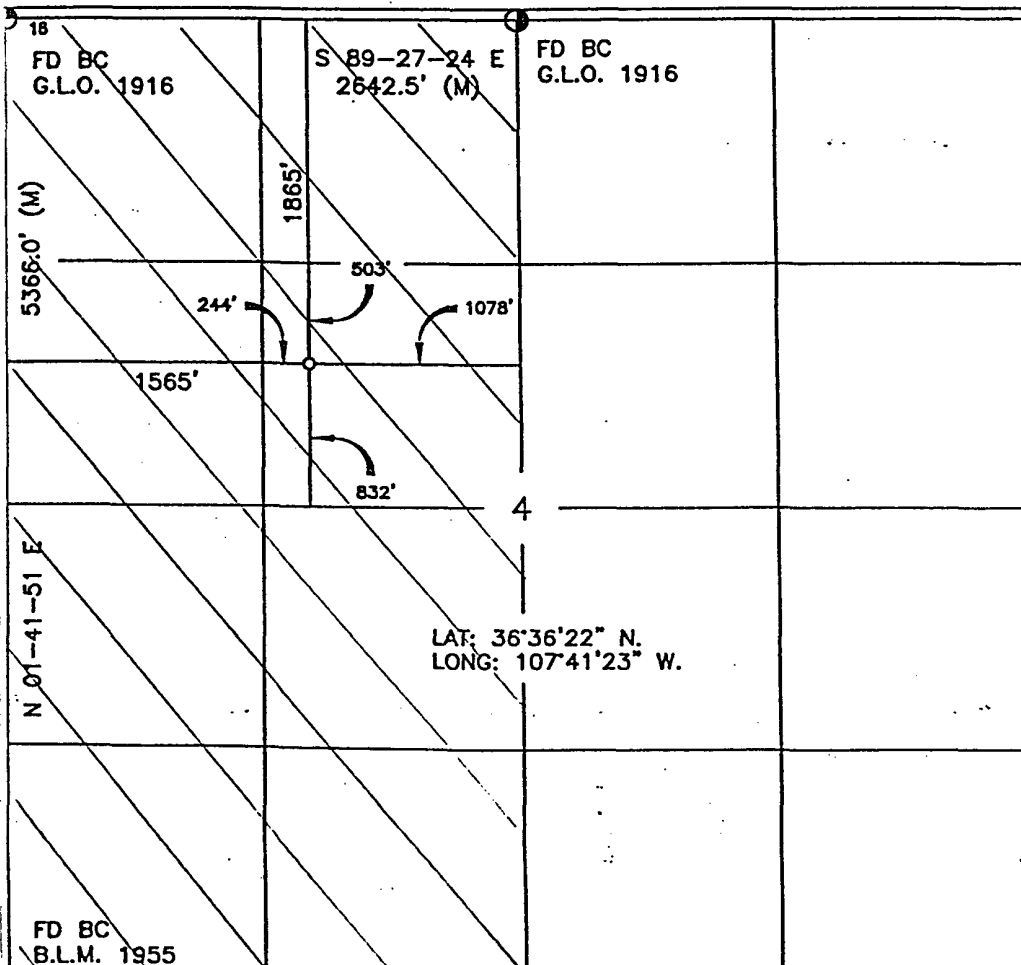 18
FD BC
G.L.O. 1916
S 89-27-24 E
2642.5' (M)
FD BC
G.L.O. 1916
5366.0' (M)
1865'
503'
244'
1078'
1565'
832'
4
N 01-41-51 E
LAT: 36°36'22" N.
LONG: 107°41'23" W.
FD BC
B.L.M. 1955